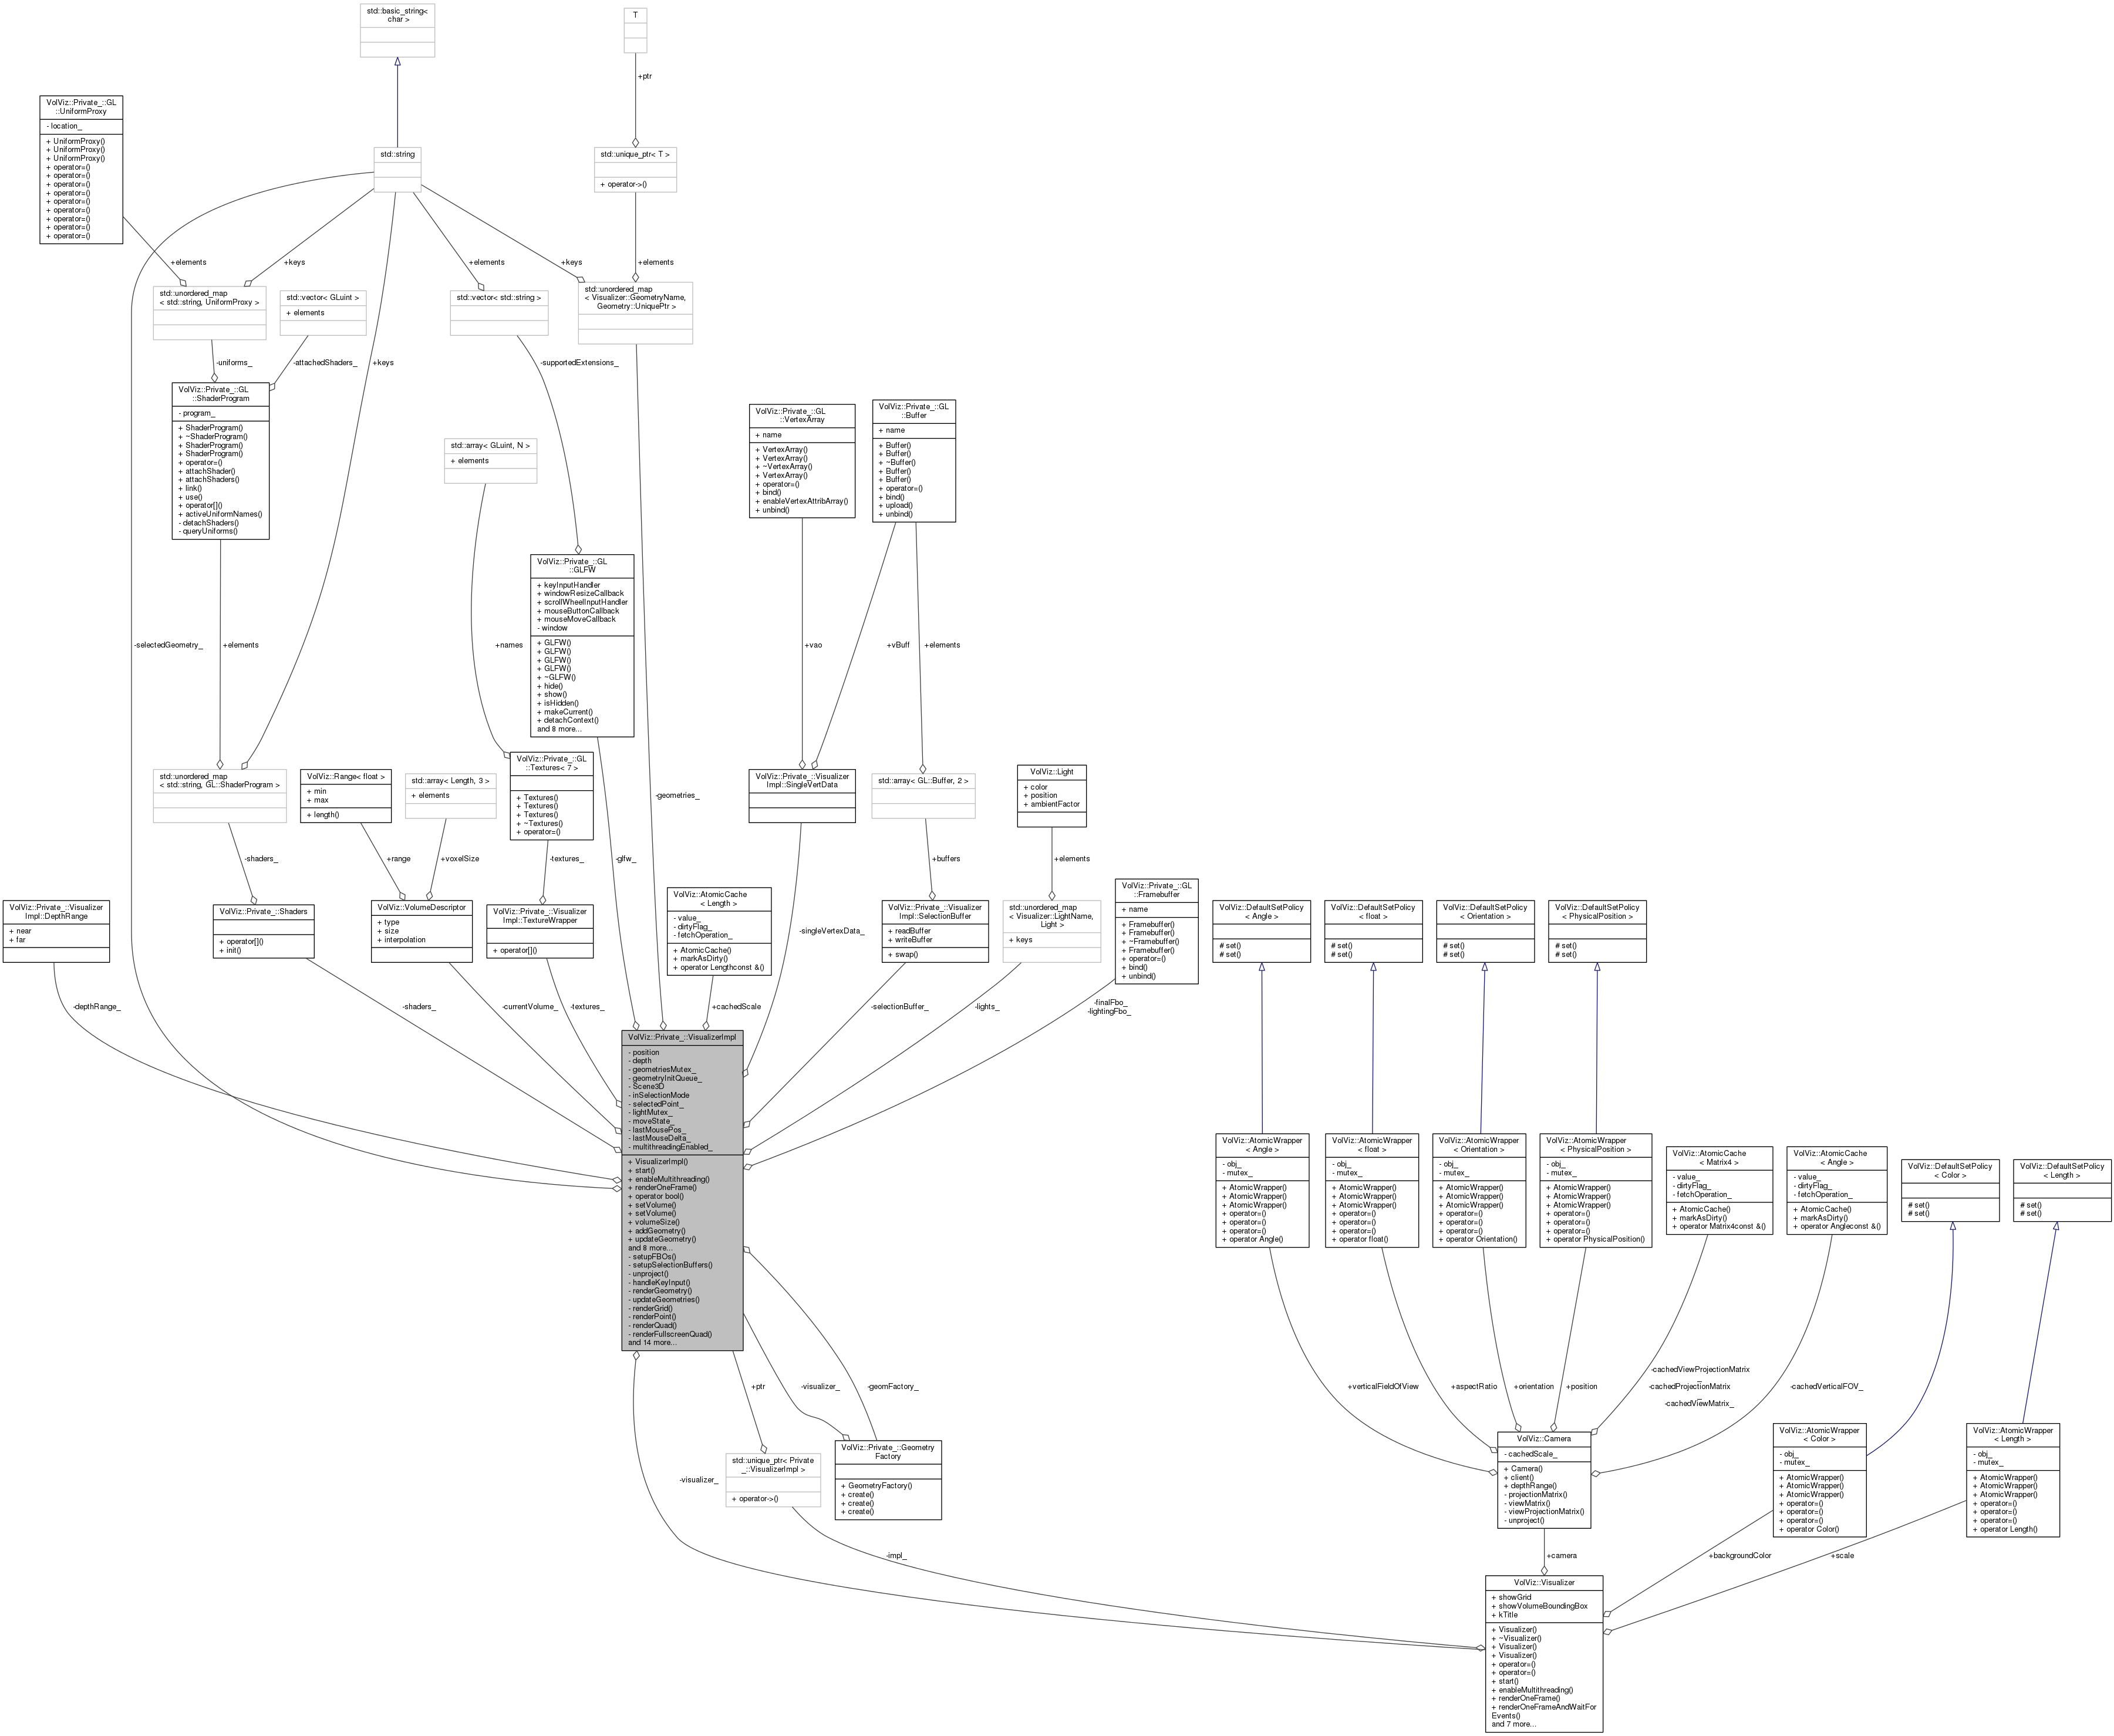 std::basic_string<
char >
T
+ptr
VolViz::Private_::GL
::UniformProxy
- location_
+ UniformProxy()
+ UniformProxy()
+ UniformProxy()
+ operator=()
+ operator=()
+ operator=()
+ operator=()
+ operator=()
+ operator=()
+ operator=()
+ operator=()
+ operator=()
std::string
std::unique_ptr< T >
+ operator->()
+elements
+keys
+elements
+keys
+elements
std::unordered_map
< std::string, UniformProxy >
std::vector< GLuint >
+ elements
std::vector< std::string >
std::unordered_map
< Visualizer::GeometryName,
Geometry::UniquePtr >
-uniforms_
-attachedShaders_
+keys
-supportedExtensions_
VolViz::Private_::GL
::ShaderProgram
- program_
+ ShaderProgram()
+ ~ShaderProgram()
+ ShaderProgram()
+ ShaderProgram()
+ operator=()
+ attachShader()
+ attachShaders()
+ link()
+ use()
+ operator[]()
+ activeUniformNames()
- detachShaders()
- queryUniforms()
std::array< GLuint, N >
+ elements
VolViz::Private_::GL
::VertexArray
+ name
+ VertexArray()
+ VertexArray()
+ ~VertexArray()
+ VertexArray()
+ operator=()
+ bind()
+ enableVertexAttribArray()
+ unbind()
VolViz::Private_::GL
::Buffer
+ name
+ Buffer()
+ Buffer()
+ ~Buffer()
+ Buffer()
+ Buffer()
+ operator=()
+ bind()
+ upload()
+ unbind()
VolViz::Private_::GL
::GLFW
+ keyInputHandler
+ windowResizeCallback
+ scrollWheelInputHandler
+ mouseButtonCallback
+ mouseMoveCallback
- window
+ GLFW()
+ GLFW()
+ GLFW()
+ GLFW()
+ ~GLFW()
+ hide()
+ show()
+ isHidden()
+ makeCurrent()
+ detachContext()
and 8 more...
-selectedGeometry_
+elements
+names
+vao
+vBuff
+elements
std::unordered_map
< std::string, GL::ShaderProgram >
VolViz::Range< float >
+ min
+ max
+ length()
std::array< Length, 3 >
+ elements
VolViz::Private_::GL
::Textures< 7 >
+ Textures()
+ Textures()
+ Textures()
+ ~Textures()
+ operator=()
-geometries_
VolViz::Private_::Visualizer
Impl::SingleVertData
std::array< GL::Buffer, 2 >
VolViz::Light
+ color
+ position
+ ambientFactor
-shaders_
+range
+voxelSize
-textures_
-glfw_
+buffers
+elements
VolViz::Private_::Visualizer
Impl::DepthRange
+ near
+ far
VolViz::Private_::Shaders
+ operator[]()
+ init()
VolViz::VolumeDescriptor
+ type
+ size
+ interpolation
VolViz::Private_::Visualizer
Impl::TextureWrapper
+ operator[]()
VolViz::AtomicCache
< Length >
- value_
- dirtyFlag_
- fetchOperation_
+ AtomicCache()
+ markAsDirty()
+ operator Lengthconst &()
-singleVertexData_
VolViz::Private_::Visualizer
Impl::SelectionBuffer
+ readBuffer
+ writeBuffer
+ swap()
std::unordered_map
< Visualizer::LightName,
Light >
+ keys
VolViz::Private_::GL
::Framebuffer
+ name
+ Framebuffer()
+ Framebuffer()
+ ~Framebuffer()
+ Framebuffer()
+ operator=()
+ bind()
+ unbind()
VolViz::DefaultSetPolicy
< Angle >
# set()
# set()
VolViz::DefaultSetPolicy
< float >
# set()
# set()
VolViz::DefaultSetPolicy
< Orientation >
# set()
# set()
VolViz::DefaultSetPolicy
< PhysicalPosition >
# set()
# set()
-depthRange_
-shaders_
-currentVolume_
-textures_
+cachedScale
-selectionBuffer_
-lights_
-finalFbo_
-lightingFbo_
VolViz::Private_::VisualizerImpl
- position
- depth
- geometriesMutex_
- geometryInitQueue_
- Scene3D
- inSelectionMode
- selectedPoint_
- lightMutex_
- moveState_
- lastMousePos_
- lastMouseDelta_
- multithreadingEnabled_
+ VisualizerImpl()
+ start()
+ enableMultithreading()
+ renderOneFrame()
+ operator bool()
+ setVolume()
+ setVolume()
+ volumeSize()
+ addGeometry()
+ updateGeometry()
and 8 more...
- setupFBOs()
- setupSelectionBuffers()
- unproject()
- handleKeyInput()
- renderGeometry()
- updateGeometries()
- renderGrid()
- renderPoint()
- renderQuad()
- renderFullscreenQuad()
and 14 more...
VolViz::AtomicWrapper
< Angle >
- obj_
- mutex_
+ AtomicWrapper()
+ AtomicWrapper()
+ AtomicWrapper()
+ operator=()
+ operator=()
+ operator=()
+ operator Angle()
VolViz::AtomicWrapper
< float >
- obj_
- mutex_
+ AtomicWrapper()
+ AtomicWrapper()
+ AtomicWrapper()
+ operator=()
+ operator=()
+ operator=()
+ operator float()
VolViz::AtomicWrapper
< Orientation >
- obj_
- mutex_
+ AtomicWrapper()
+ AtomicWrapper()
+ AtomicWrapper()
+ operator=()
+ operator=()
+ operator=()
+ operator Orientation()
VolViz::AtomicWrapper
< PhysicalPosition >
- obj_
- mutex_
+ AtomicWrapper()
+ AtomicWrapper()
+ AtomicWrapper()
+ operator=()
+ operator=()
+ operator=()
+ operator PhysicalPosition()
VolViz::AtomicCache
< Matrix4 >
- value_
- dirtyFlag_
- fetchOperation_
+ AtomicCache()
+ markAsDirty()
+ operator Matrix4const &()
VolViz::AtomicCache
< Angle >
- value_
- dirtyFlag_
- fetchOperation_
+ AtomicCache()
+ markAsDirty()
+ operator Angleconst &()
VolViz::DefaultSetPolicy
< Color >
# set()
# set()
VolViz::DefaultSetPolicy
< Length >
# set()
# set()
+ptr
-visualizer_
-geomFactory_
+verticalFieldOfView
+aspectRatio
+orientation
+position
-cachedViewProjectionMatrix
_
-cachedProjectionMatrix
_
-cachedViewMatrix_
-cachedVerticalFOV_
-visualizer_
std::unique_ptr< Private
_::VisualizerImpl >
+ operator->()
VolViz::Private_::Geometry
Factory
+ GeometryFactory()
+ create()
+ create()
+ create()
VolViz::Camera
- cachedScale_
+ Camera()
+ client()
+ depthRange()
- projectionMatrix()
- viewMatrix()
- viewProjectionMatrix()
- unproject()
VolViz::AtomicWrapper
< Color >
- obj_
- mutex_
+ AtomicWrapper()
+ AtomicWrapper()
+ AtomicWrapper()
+ operator=()
+ operator=()
+ operator=()
+ operator Color()
VolViz::AtomicWrapper
< Length >
- obj_
- mutex_
+ AtomicWrapper()
+ AtomicWrapper()
+ AtomicWrapper()
+ operator=()
+ operator=()
+ operator=()
+ operator Length()
-impl_
+camera
+backgroundColor
+scale
VolViz::Visualizer
+ showGrid
+ showVolumeBoundingBox
+ kTitle
+ Visualizer()
+ ~Visualizer()
+ Visualizer()
+ Visualizer()
+ operator=()
+ operator=()
+ start()
+ enableMultithreading()
+ renderOneFrame()
+ renderOneFrameAndWaitFor
Events()
and 7 more...